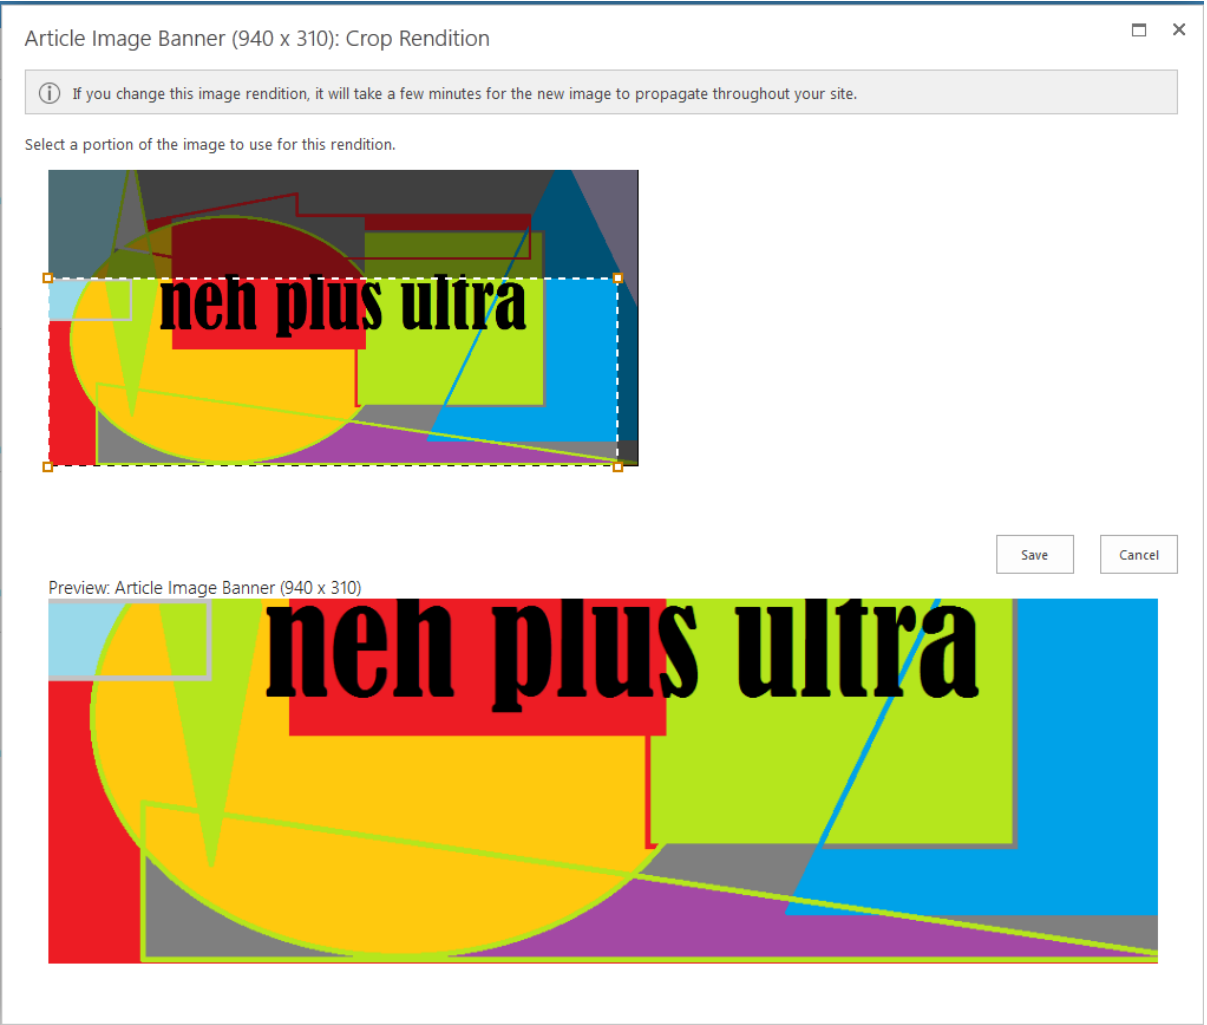 Article Image Banner (940 x 310): Crop Rendition
If you change this image rendition, it will take a few minutes for the new image to propagate throughout your site.
Select a portion of the image to use for this rendition.
neh plus ultra
Save Cancel
Preview: Article Image Banner (940 x 310)
neh plus ultra